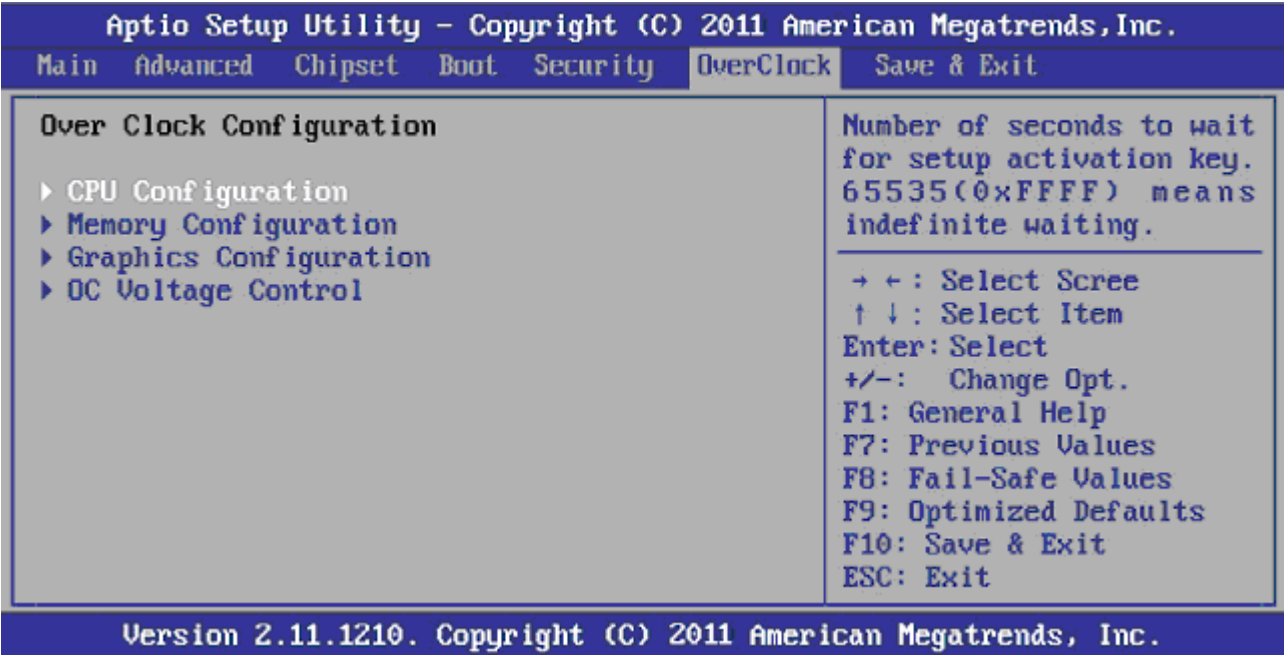 Aptio Setup Utility – Copyright (C) 2011 American Megatrends,Inc.
Main Advanced Chipset Boot Security OverClock Save & Exit
Over Clock Configuration
▶ CPU Configuration
▶ Memory Configuration
▶ Graphics Configuration
▶ OC Voltage Control
Number of seconds to wait
for setup activation key.
65535(0xFFFF) means
indefinite waiting.
→ ←: Select Scree
↑ ↓: Select Item
Enter: Select
+/-: Change Opt.
F1: General Help
F7: Previous Values
F8: Fail-Safe Values
F9: Optimized Defaults
F10: Save & Exit
ESC: Exit
Version 2.11.1210. Copyright (C) 2011 American Megatrends, Inc.